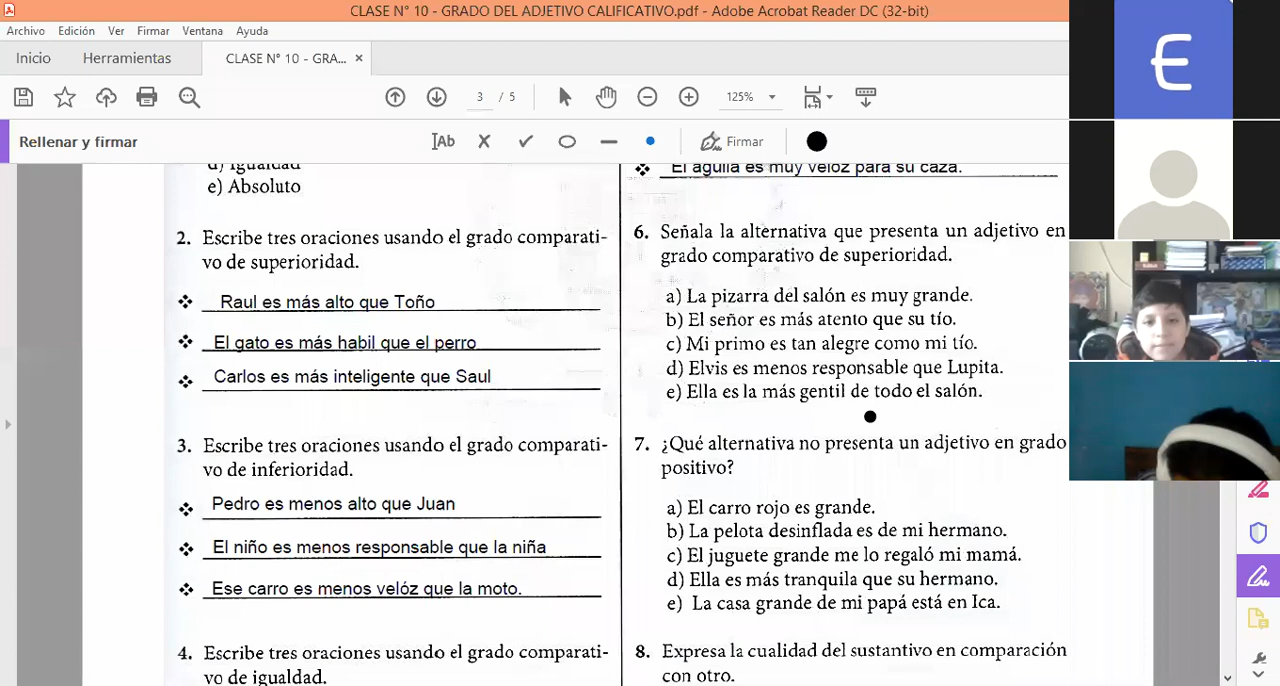 CLASE N° 10 - GRADO DEL ADJETIVO CALIFICATIVO.pdf - Adobe Acrobat Reader DC (32-bit)
Archivo Edición Ver Firmar Ventana Ayuda
Inicio Herramientas CLASE N° 10 - GRA... ×
3 / 5 125%
Rellenar y firmar Ab Firmar
d) Igualdad
e) Absoluto
2. Escribe tres oraciones usando el grado comparati-
vo de superioridad.
Raul es más alto que Toño
El gato es más habil que el perro
Carlos es más inteligente que Saul
3. Escribe tres oraciones usando el grado comparati-
vo de inferioridad.
Pedro es menos alto que Juan
El niño es menos responsable que la niña
Ese carro es menos velóz que la moto.
4. Escribe tres oraciones usando el grado comparati-
vo de igualdad.
El aguila es muy veloz para su caza.
6. Señala la alternativa que presenta un adjetivo en
grado comparativo de superioridad.
a) La pizarra del salón es muy grande.
b) El señor es más atento que su tío.
c) Mi primo es tan alegre como mi tío.
d) Elvis es menos responsable que Lupita.
e) Ella es la más gentil de todo el salón.
7. ¿Qué alternativa no presenta un adjetivo en grado
positivo?
a) El carro rojo es grande.
b) La pelota desinflada es de mi hermano.
c) El juguete grande me lo regaló mi mamá.
d) Ella es más tranquila que su hermano.
e) La casa grande de mi papá está en Ica.
8. Expresa la cualidad del sustantivo en comparación
con otro.
E